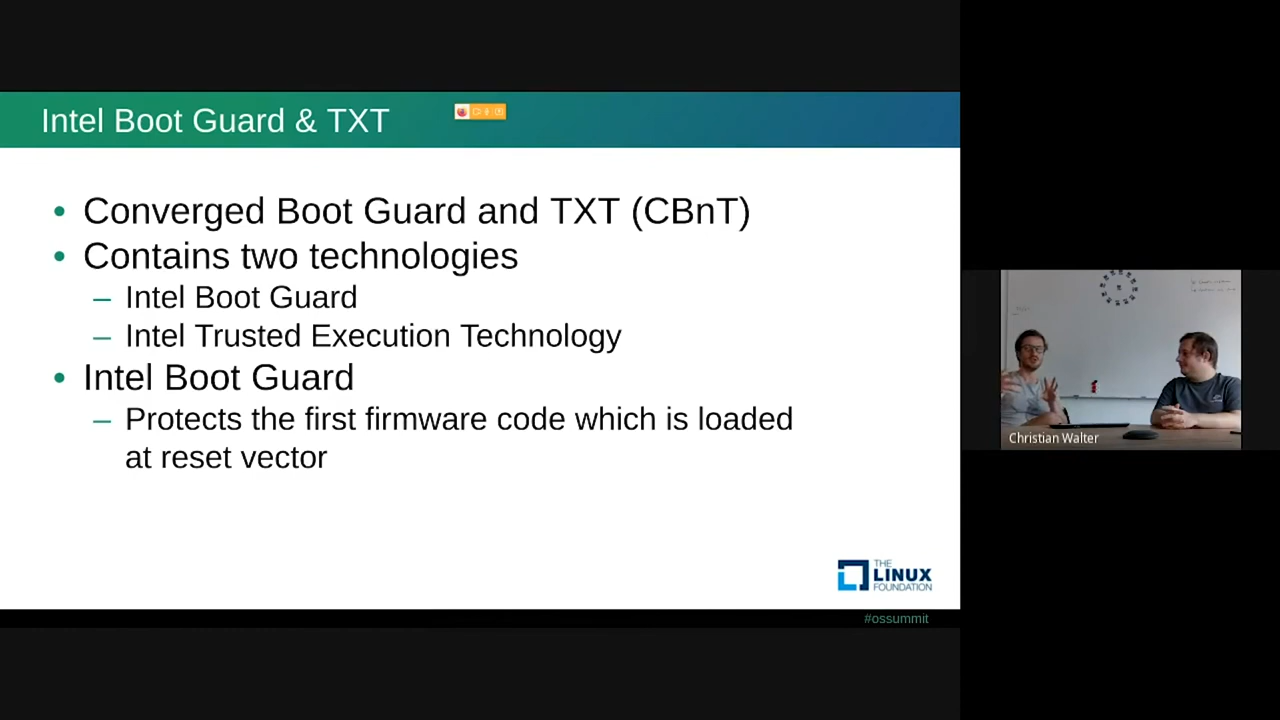 Intel Boot Guard & TXT
• Converged Boot Guard and TXT (CBnT)
• Contains two technologies
– Intel Boot Guard
– Intel Trusted Execution Technology
• Intel Boot Guard
– Protects the first firmware code which is loaded
at reset vector
THE
LINUX
FOUNDATION
#ossummit
Christian Walter